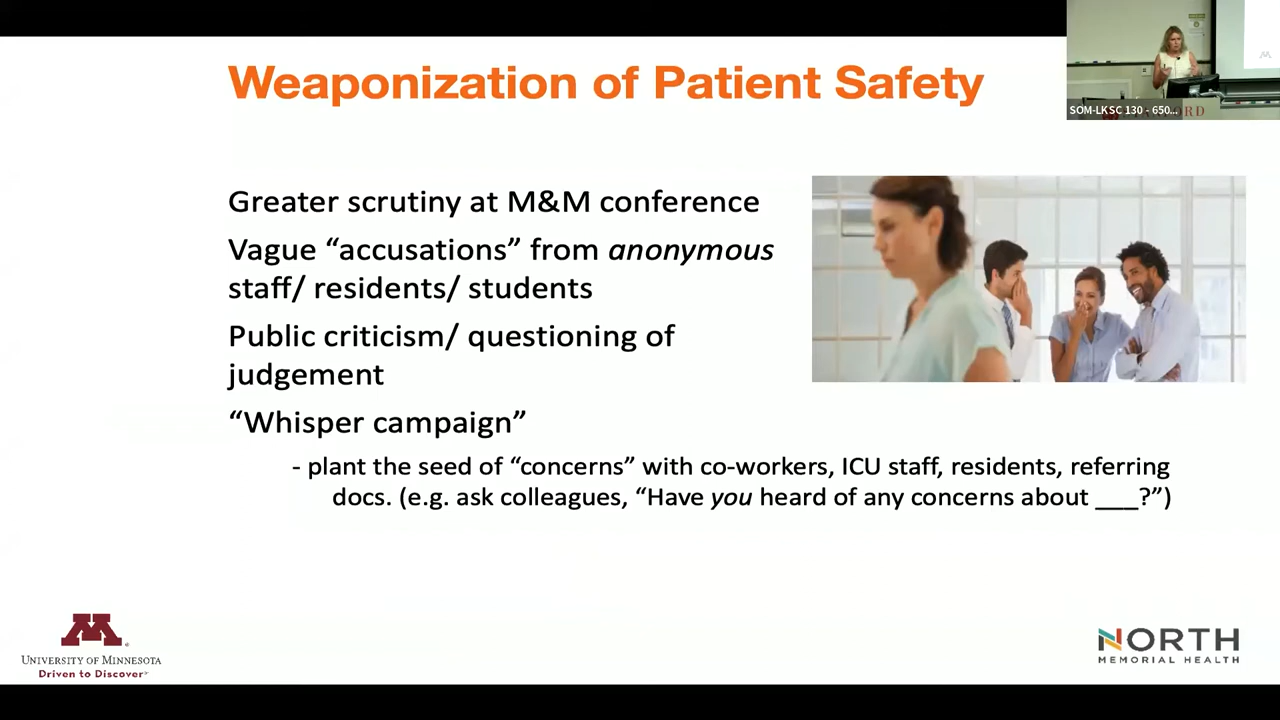 Weaponization of Patient Safety
SOM-LKSC 130 - 650...
Greater scrutiny at M&M conference
Vague “accusations” from anonymous
staff/ residents/ students
Public criticism/ questioning of
judgement
“Whisper campaign”
- plant the seed of “concerns” with co-workers, ICU staff, residents, referring
docs. (e.g. ask colleagues, “Have you heard of any concerns about ___?”)
M
UNIVERSITY OF MINNESOTA
Driven to Discover℠
NORTH
MEMORIAL HEALTH